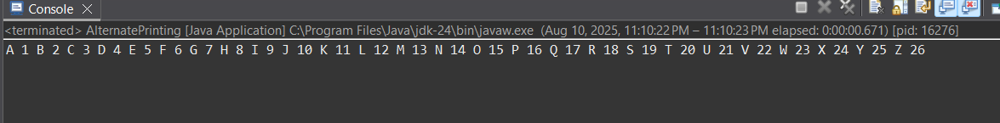 Console
<terminated> AlternatePrinting [Java Application] C:\Program Files\Java\jdk-24\bin\javaw.exe (Aug 10, 2025, 11:10:22 PM – 11:10:23 PM elapsed: 0:00:00.671) [pid: 16276]
A 1 B 2 C 3 D 4 E 5 F 6 G 7 H 8 I 9 J 10 K 11 L 12 M 13 N 14 O 15 P 16 Q 17 R 18 S 19 T 20 U 21 V 22 W 23 X 24 Y 25 Z 26